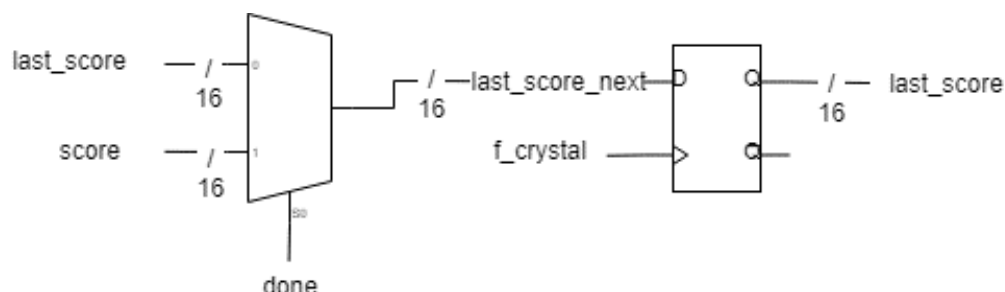 last_score
/
16
0
score
/
16
1
S0
done
/
16
last_score_next
D
Q
f_crystal
Q
/
16
last_score